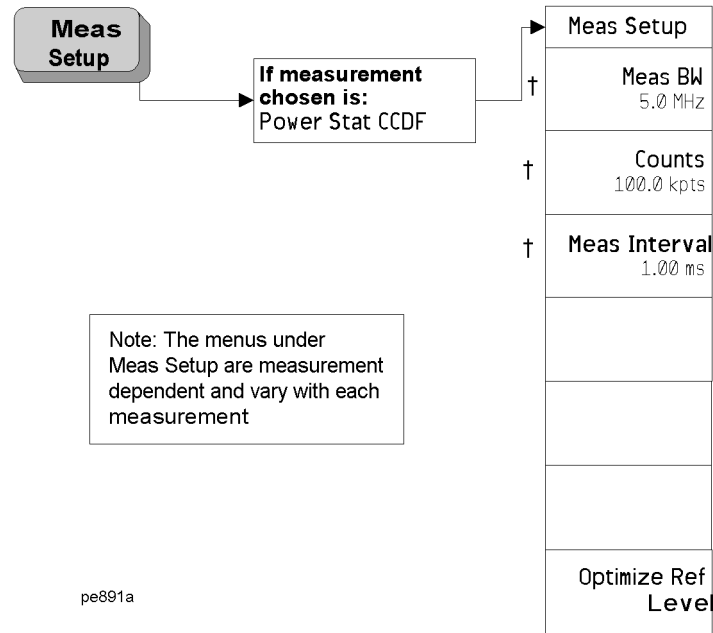 Meas
Setup
If measurement
chosen is:
Power Stat CCDF
Meas Setup
†
Meas BW
5.0 MHz
†
Counts
100.0 kpts
†
Meas Interval
1.00 ms
Note: The menus under
Meas Setup are measurement
dependent and vary with each
measurement
Optimize Ref
Level
pe891a